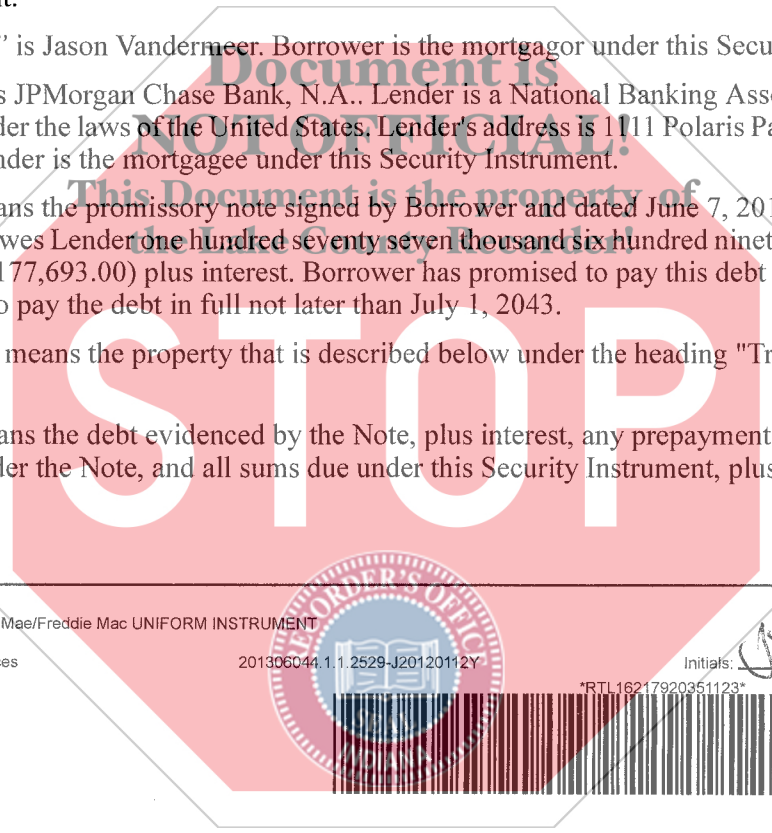 t.
” is Jason Vandermeer. Borrower is the mortgagor under this Secu
s JPMorgan Chase Bank, N.A.. Lender is a National Banking Asso
der the laws of the United States. Lender's address is 1111 Polaris Pa
nder is the mortgagee under this Security Instrument.
ans the promissory note signed by Borrower and dated June 7, 201
wes Lender one hundred seventy seven thousand six hundred ninet
177,693.00) plus interest. Borrower has promised to pay this debt
o pay the debt in full not later than July 1, 2043.
means the property that is described below under the heading "Tr
ans the debt evidenced by the Note, plus interest, any prepayment
der the Note, and all sums due under this Security Instrument, plus
Document is
NOT OFFICIAL!
This Document is the property of
the Lake County Recorder!
STOP
Mae/Freddie Mac UNIFORM INSTRUMENT
ses
201306044.1.1.2529-J20120112Y
Initials:
*RTL16217920351123*
RECORDER'S OFFICE
SEAL
INDIANA